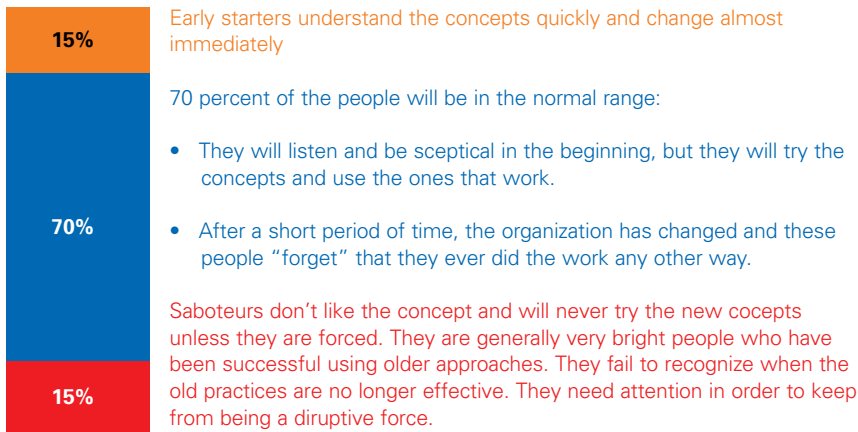 15%
Early starters understand the concepts quickly and change almost
immediately
70%
70 percent of the people will be in the normal range:
• They will listen and be sceptical in the beginning, but they will try the
concepts and use the ones that work.
• After a short period of time, the organization has changed and these
people “forget” that they ever did the work any other way.
15%
Saboteurs don’t like the concept and will never try the new cocepts
unless they are forced. They are generally very bright people who have
been successful using older approaches. They fail to recognize when the
old practices are no longer effective. They need attention in order to keep
from being a diruptive force.